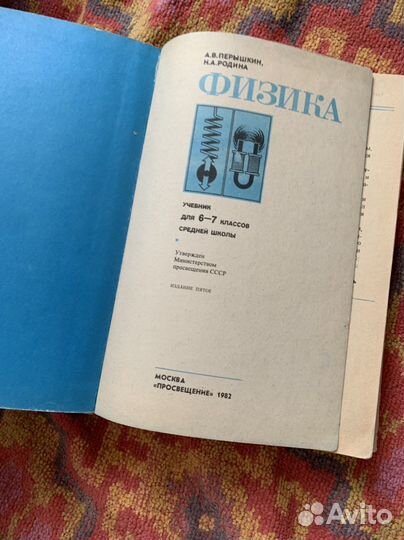 А.В.ПЕРЫШКИН,
Н.А.РОДИНА
ФИЗИКА
УЧЕБНИК
ДЛЯ 6—7 КЛАССОВ
СРЕДНЕЙ ШКОЛЫ
Утвержден
Министерством
просвещения СССР
ИЗДАНИЕ ПЯТОЕ
МОСКВА
«ПРОСВЕЩЕНИЕ» 1982
Avito